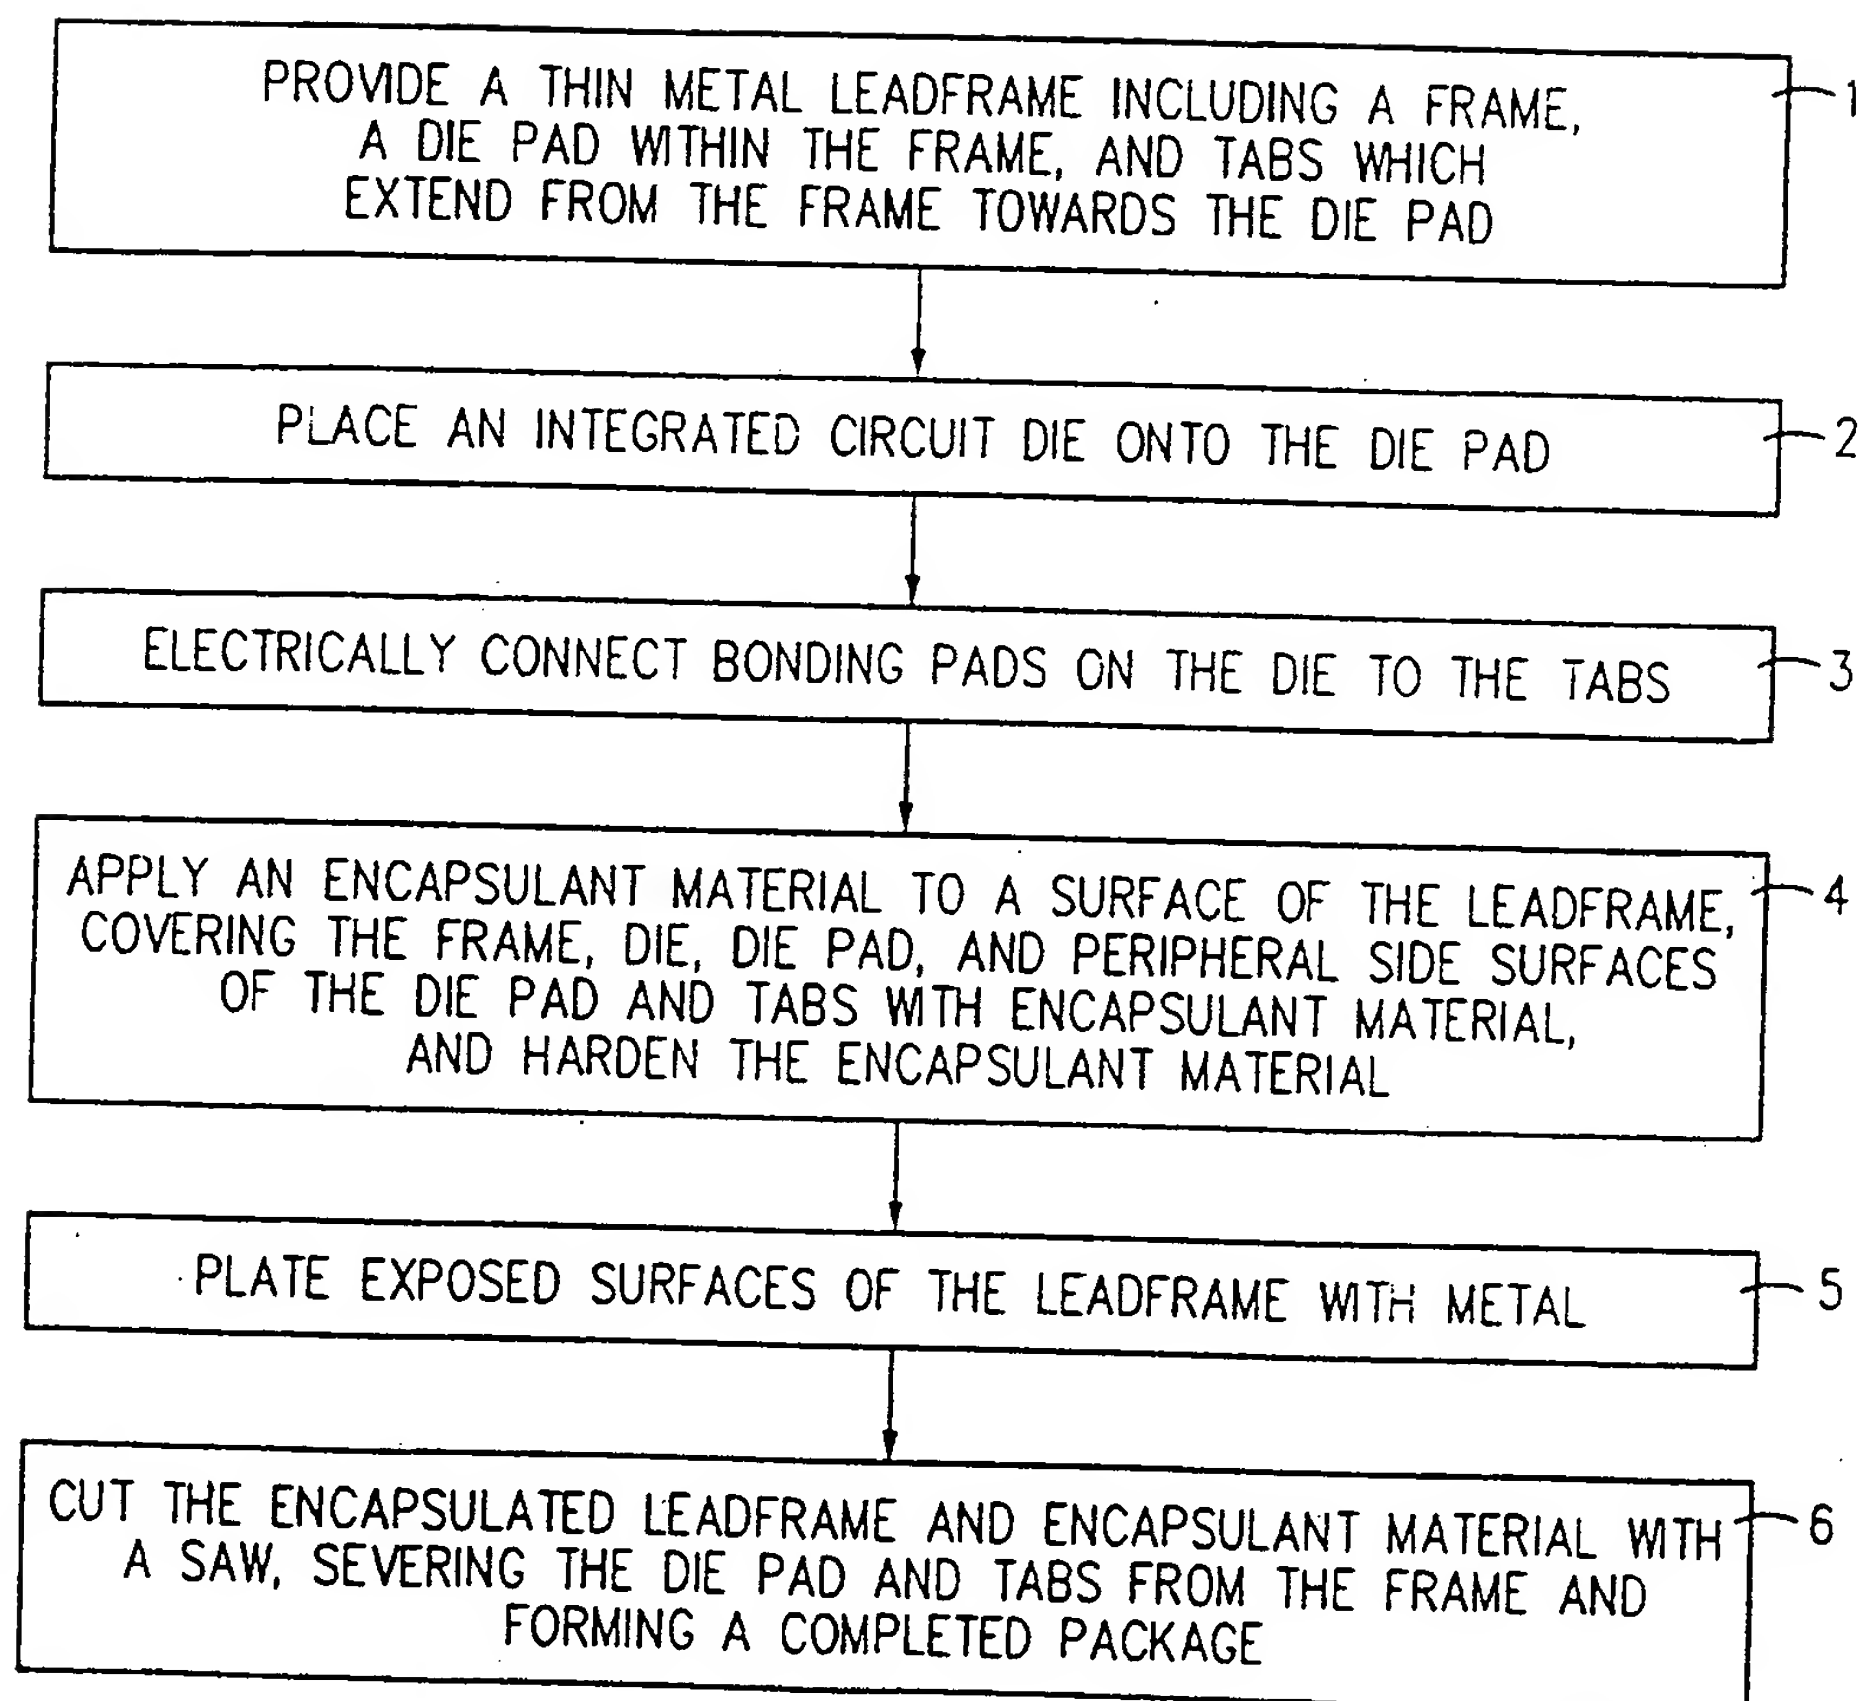 PROVIDE A THIN METAL LEADFRAME INCLUDING A FRAME,
A DIE PAD WITHIN THE FRAME, AND TABS WHICH
EXTEND FROM THE FRAME TOWARDS THE DIE PAD
1
PLACE AN INTEGRATED CIRCUIT DIE ONTO THE DIE PAD
2
ELECTRICALLY CONNECT BONDING PADS ON THE DIE TO THE TABS
3
APPLY AN ENCAPSULANT MATERIAL TO A SURFACE OF THE LEADFRAME,
COVERING THE FRAME, DIE, DIE PAD, AND PERIPHERAL SIDE SURFACES
OF THE DIE PAD AND TABS WITH ENCAPSULANT MATERIAL,
AND HARDEN THE ENCAPSULANT MATERIAL
4
PLATE EXPOSED SURFACES OF THE LEADFRAME WITH METAL
5
CUT THE ENCAPSULATED LEADFRAME AND ENCAPSULANT MATERIAL WITH
A SAW, SEVERING THE DIE PAD AND TABS FROM THE FRAME AND
FORMING A COMPLETED PACKAGE
6